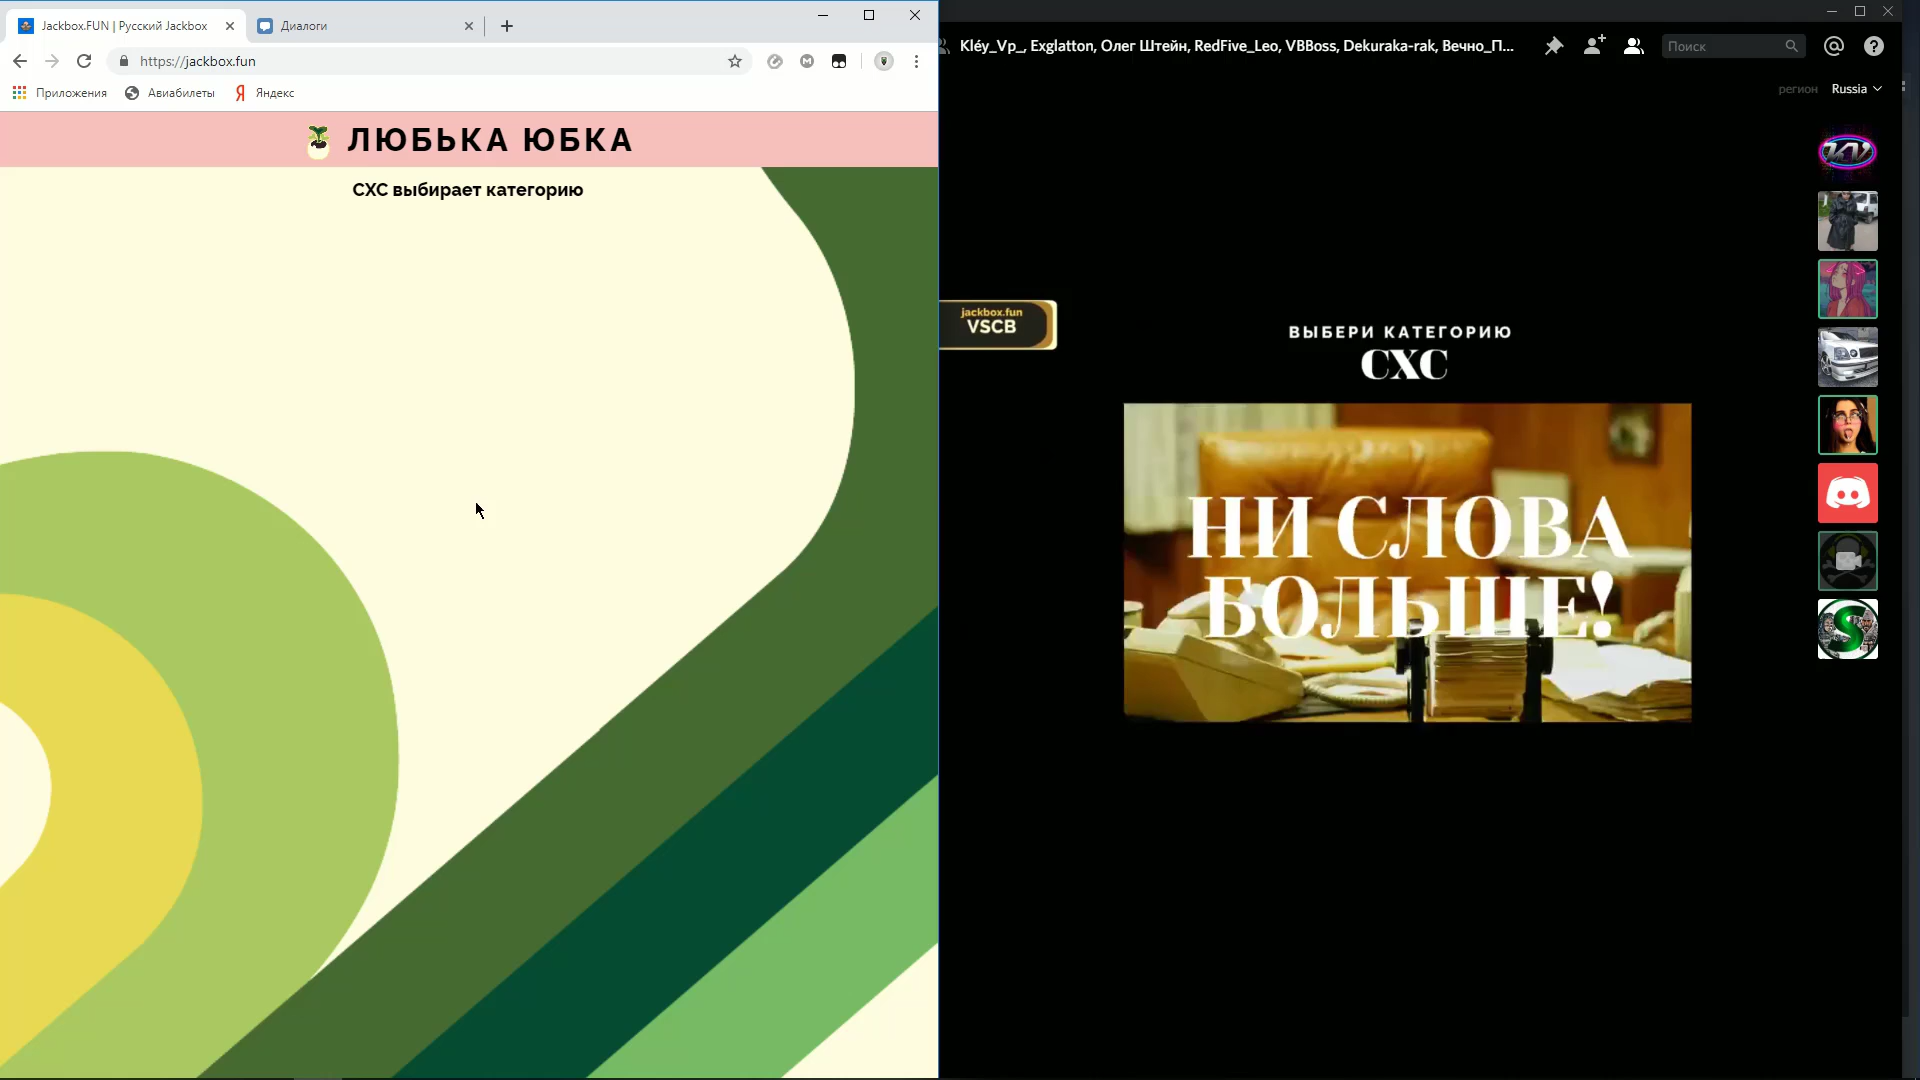 Jackbox.FUN | Русский Jackbox
Диалоги
https://jackbox.fun
Приложения
Авиабилеты
Яндекс
ЛЮБЬКА ЮБКА
СХС выбирает категорию
Kléy_Vp_, Exglatton, Олег Штейн, RedFive_Leo, VBBoss, Dekuraka-rak, Вечно_П...
Поиск
регион Russia
KV
jackbox.fun
VSCB
ВЫБЕРИ КАТЕГОРИЮ
СХС
НИ СЛОВА
БОЛЬШЕ!
S